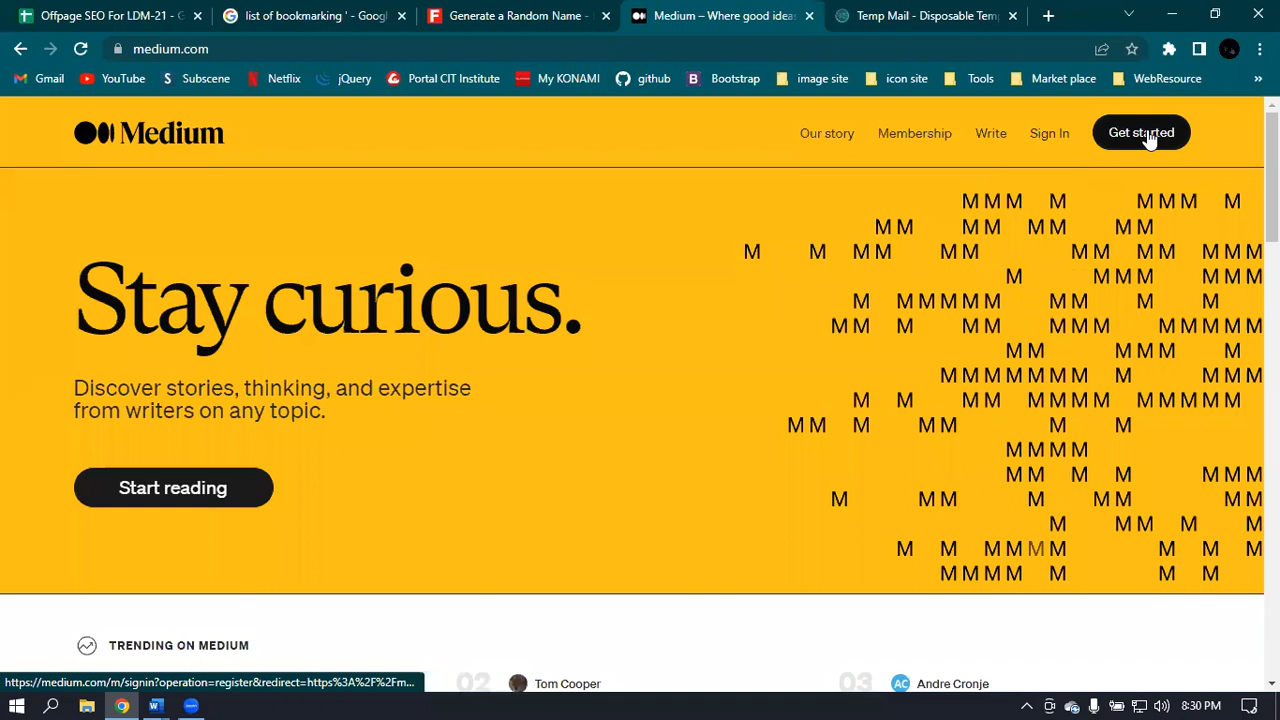 Offpage SEO For LDM-21 - G
list of bookmarking ' - Googl
Generate a Random Name -
Medium – Where good idea
Temp Mail - Disposable Temp
medium.com
Gmail
YouTube
Subscene
Netflix
jQuery
Portal CIT Institute
My KONAMI
github
Bootstrap
image site
icon site
Tools
Market place
WebResource
»
Medium
Our story
Membership
Write
Sign In
Get started
Stay curious.
Discover stories, thinking, and expertise
from writers on any topic.
Start reading
TRENDING ON MEDIUM
02
Tom Cooper
03
AC
Andre Cronje
https://medium.com/m/signin?operation=register&redirect=https%3A%2F%2Fm...
8:30 PM